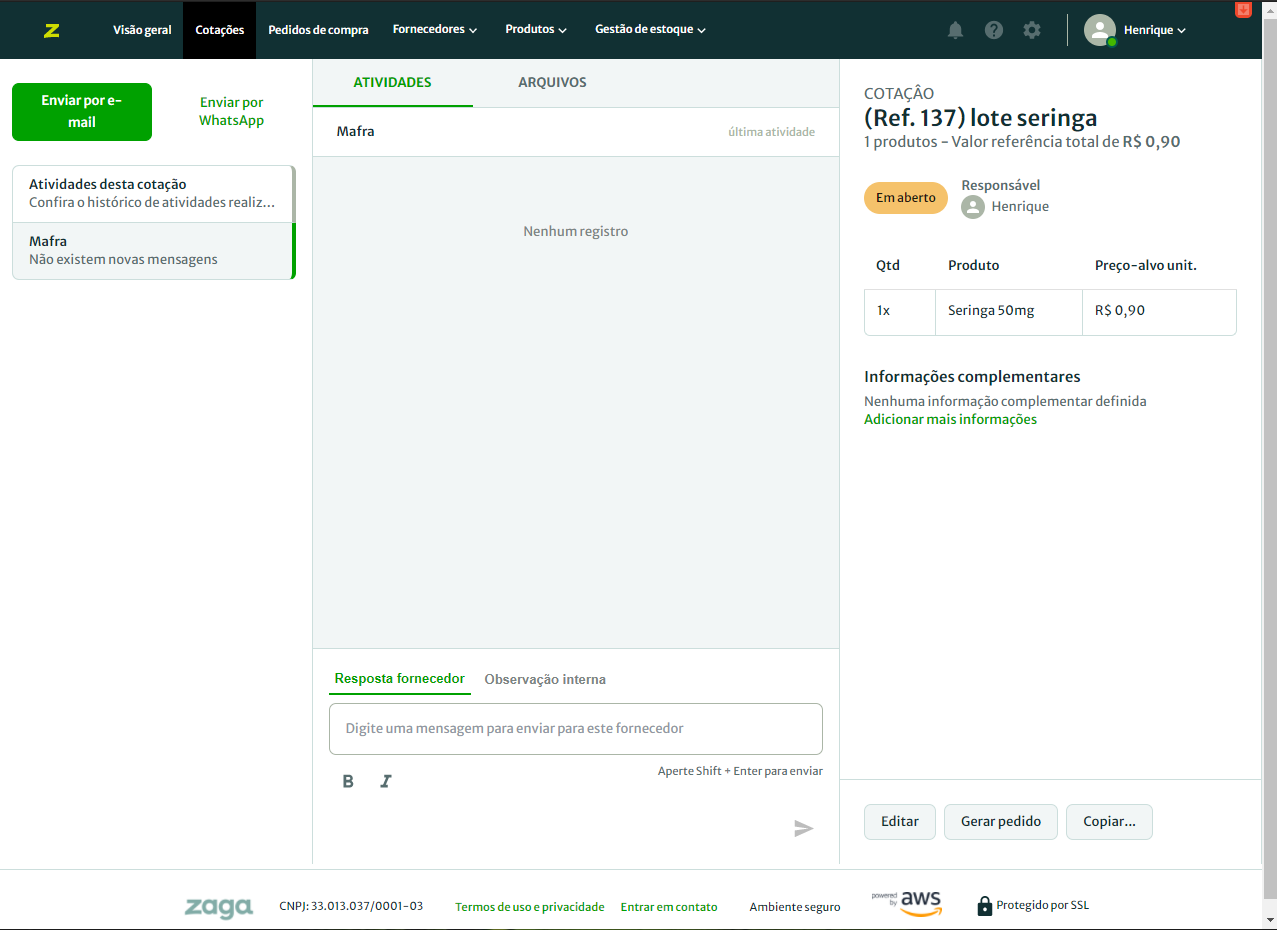 Z
Visão geral
Cotações
Pedidos de compra
Fornecedores
Produtos
Gestão de estoque
Henrique
Enviar por e-
mail
Enviar por
WhatsApp
Atividades desta cotação
Confira o histórico de atividades realiz...
Mafra
Não existem novas mensagens
ATIVIDADES
ARQUIVOS
Mafra
última atividade
Nenhum registro
Resposta fornecedor
Observação interna
Digite uma mensagem para enviar para este fornecedor
Aperte Shift + Enter para enviar
B
I
COTAÇÂO
(Ref. 137) lote seringa
1 produtos - Valor referência total de R$ 0,90
Em aberto
Responsável
Henrique
Qtd
Produto
Preço-alvo unit.
1x
Seringa 50mg
R$ 0,90
Informações complementares
Nenhuma informação complementar definida
Adicionar mais informações
Editar
Gerar pedido
Copiar...
zaga
CNPJ: 33.013.037/0001-03
Termos de uso e privacidade
Entrar em contato
Ambiente seguro
powered by aws
Protegido por SSL